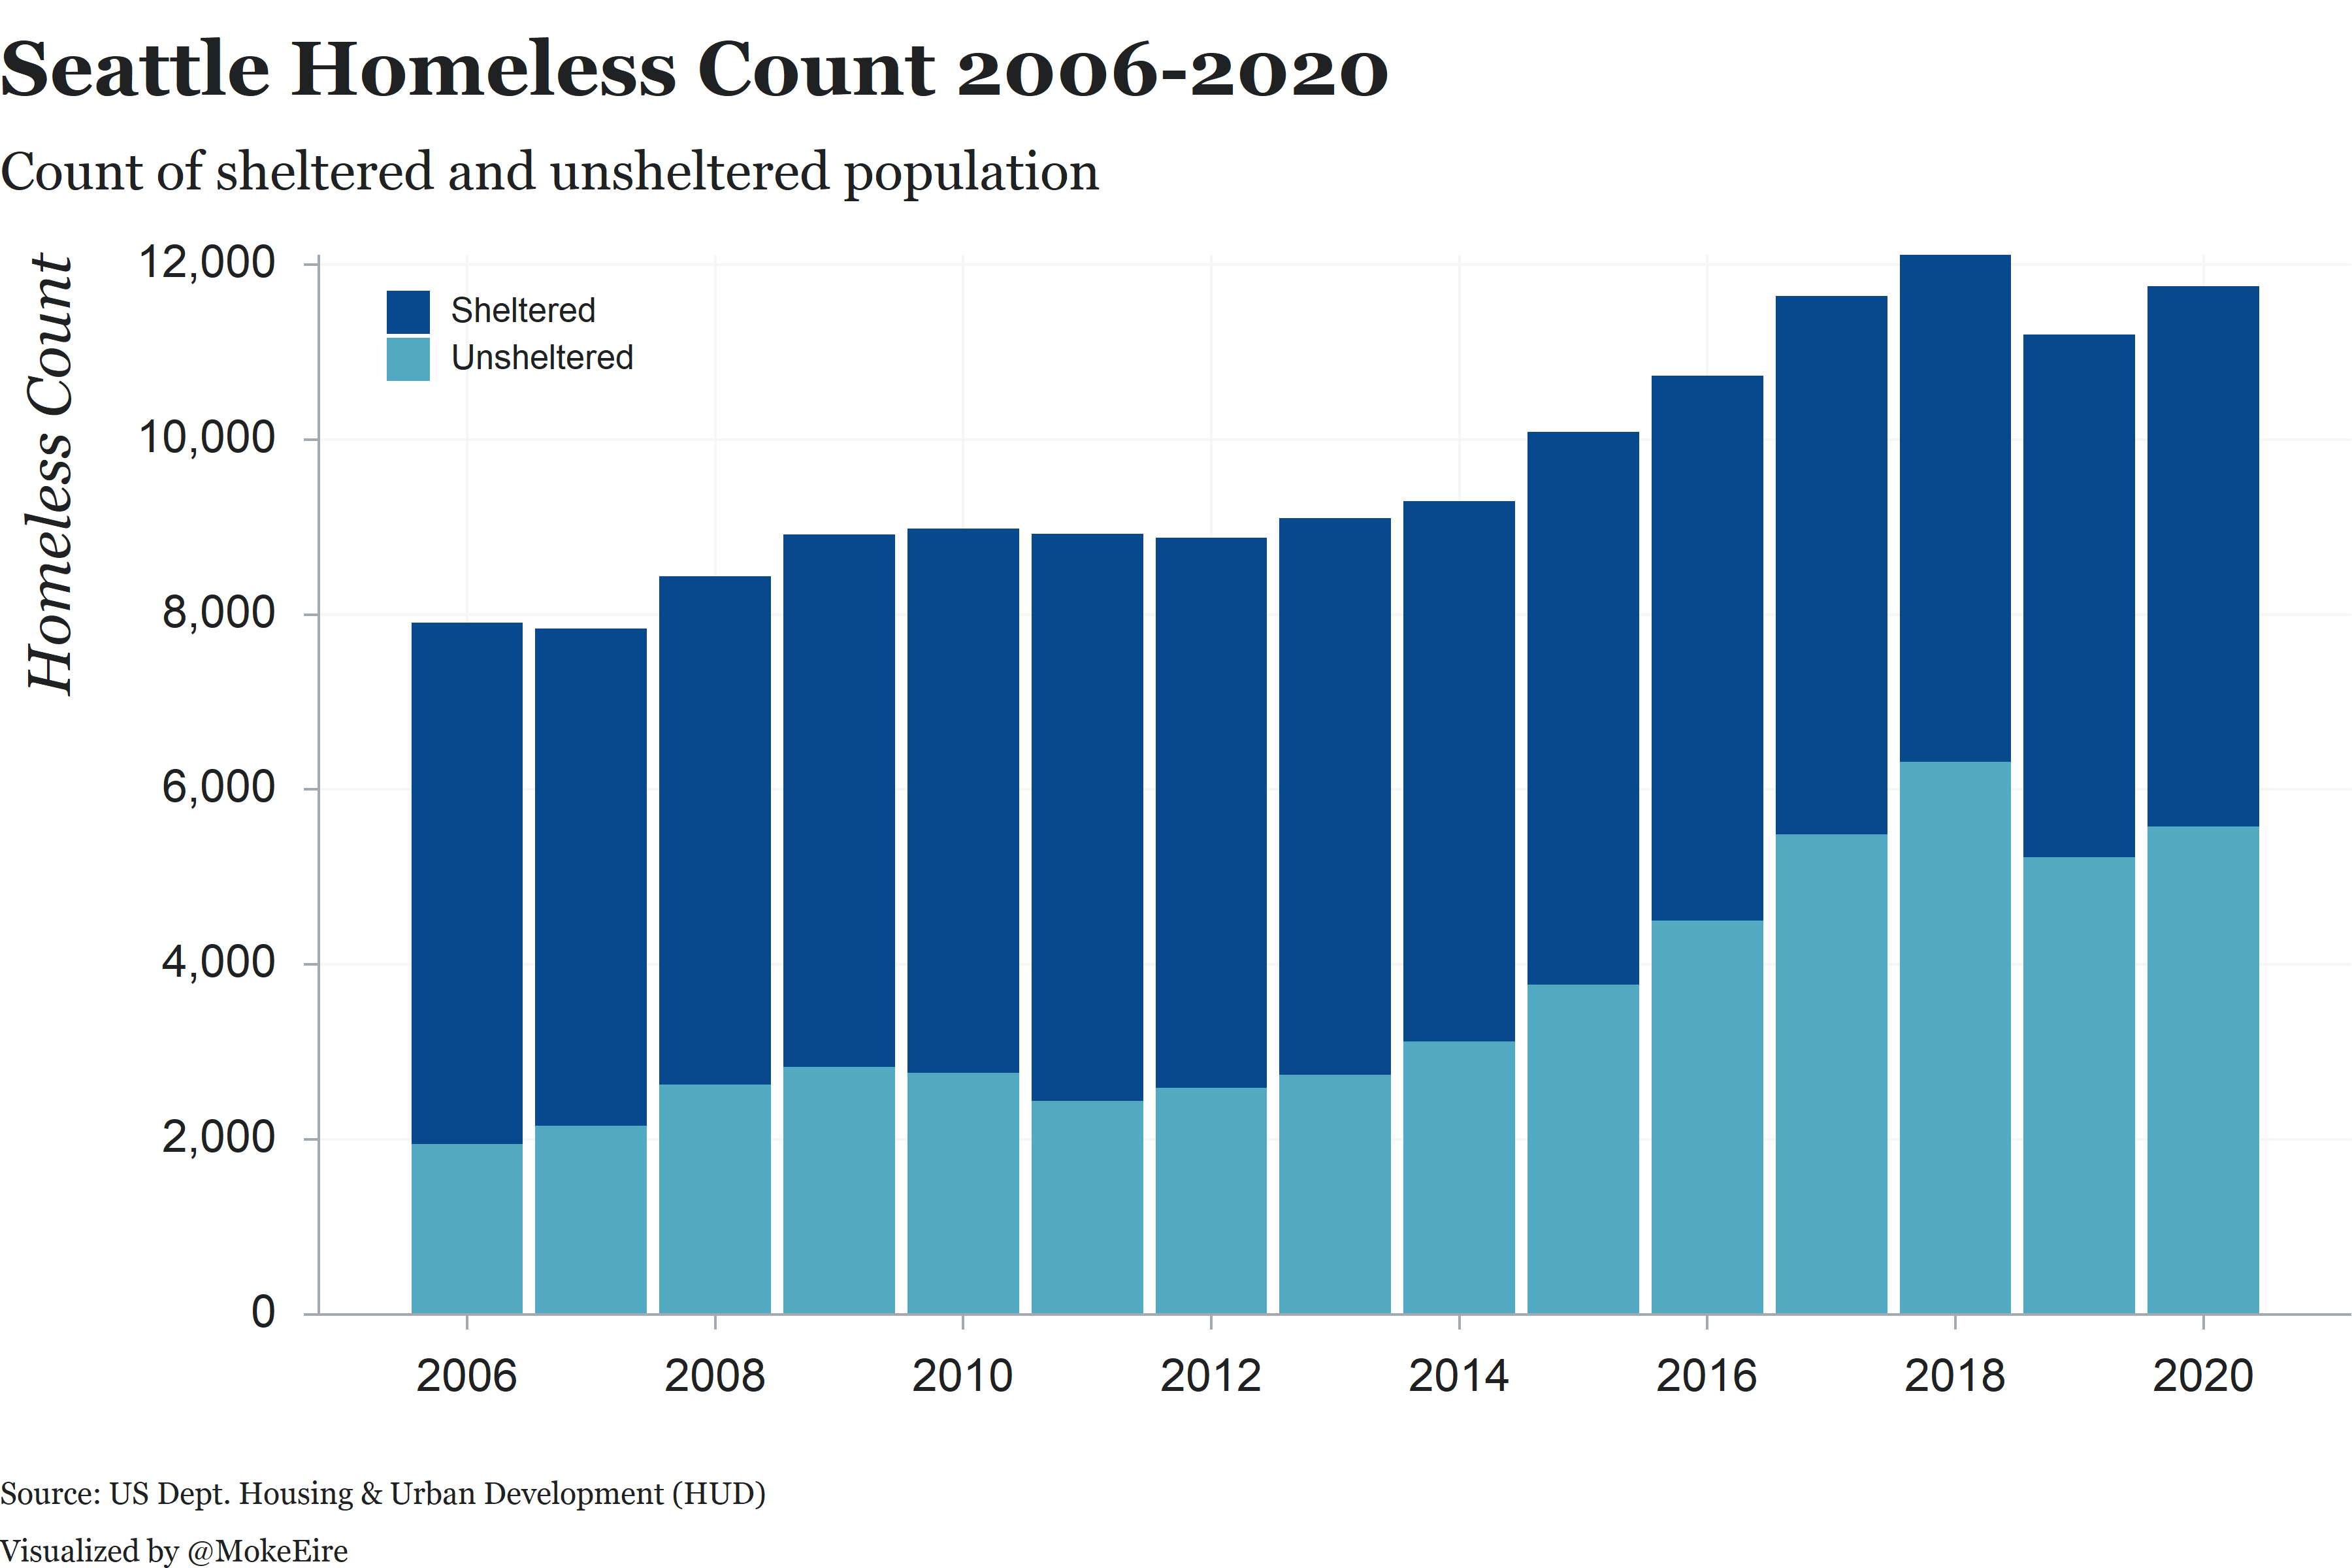 Seattle Homeless Count 2006-2020
Count of sheltered and unsheltered population
Homeless Count
12,000
10,000
8,000
6,000
4,000
2,000
0
Sheltered
Unsheltered
2006 2008 2010 2012 2014 2016 2018 2020
Source: US Dept. Housing & Urban Development (HUD)
Visualized by @MokeEire